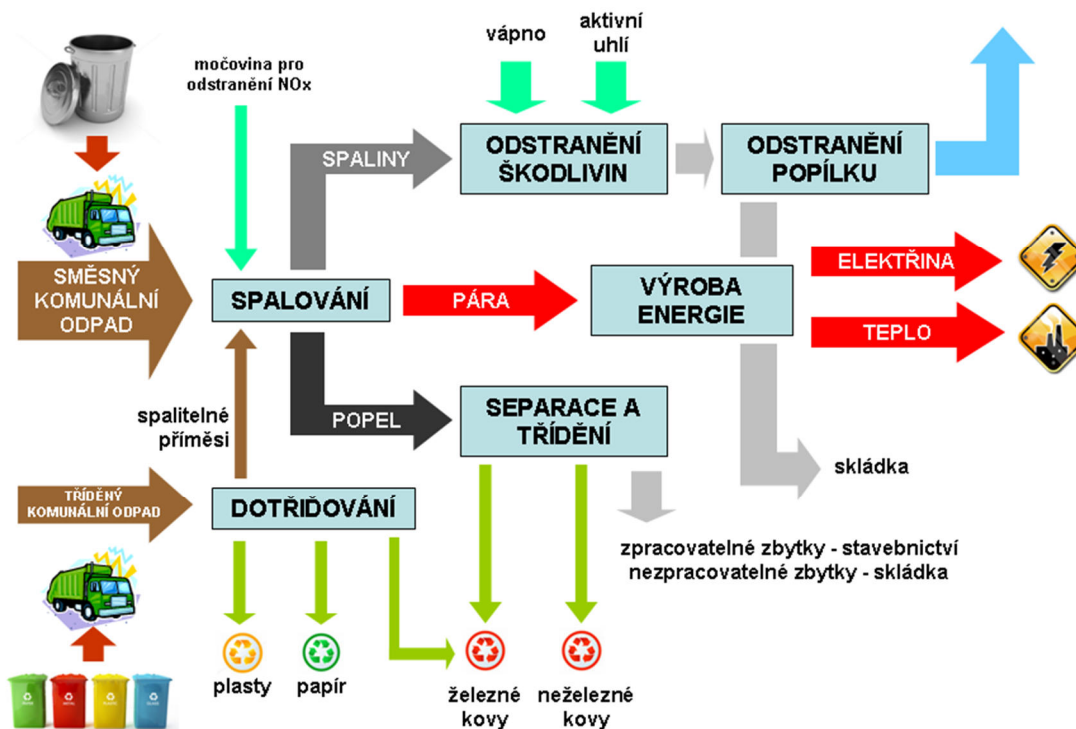 močovina pro
odstranění NOx
vápno
aktivní
uhlí
SPALINY
ODSTRANĚNÍ
ŠKODLIVIN
ODSTRANĚNÍ
POPÍLKU
SMĚSNÝ
KOMUNÁLNÍ
ODPAD
SPALOVÁNÍ
PÁRA
VÝROBA
ENERGIE
ELEKTŘINA
TEPLO
spalitelné
příměsi
POPEL
SEPARACE A
TŘÍDĚNÍ
skládka
TŘÍDĚNÝ
KOMUNÁLNÍ ODPAD
DOTŘIĎOVÁNÍ
zpracovatelné zbytky - stavebnictví
nezpracovatelné zbytky - skládka
plasty
papír
železné
kovy
neželezné
kovy